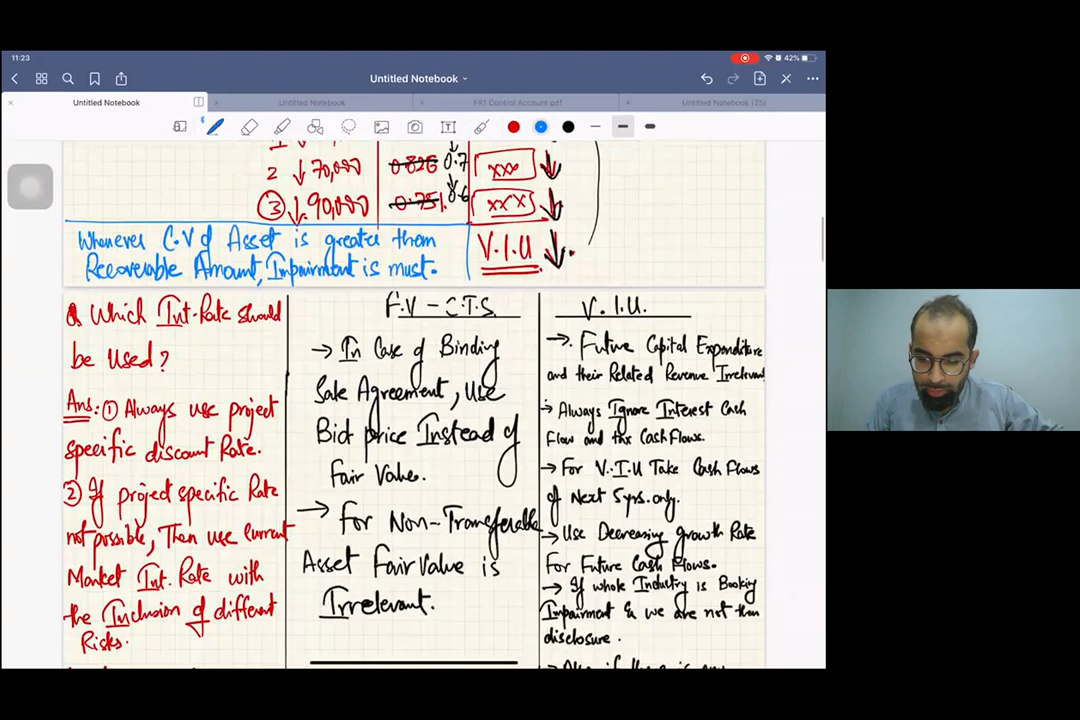 11:23
42%
Untitled Notebook
Untitled Notebook
Untitled Notebook
FA1 Control Account.pdf
Untitled Notebook (25)
2 ↓70,000 0.826 0.7 xxx ↓
③ ↓.90,000 0.751. 0.6 xxx ↓
V.I.U ↓.
Whenever C.V of Asset is greater than
Recoverable Amount, Impairment is must.
Q. Which Int-Rate should
be used?
Ans: ① Always use project
specific discount Rate.
② If project specific Rate
not possible, Then use current
Market Int. Rate with
the Inclusion of different
Risks.
F.V - C.T.S
→ In Case of Binding
Sale Agreement, Use
Bid price Instead of
Fair Value.
→ For Non-Transferable
Asset Fair Value is
Irrelevant.
V.I.U.
→. Future Capital Expenditure
and their Related Revenue Irrelevant
→ Always Ignore Interest Cash
Flow and tax Cash Flows.
→ For V.I.U Take Cash Flows
of Next 5yrs. only.
→ Use Decreasing growth Rate
For Future Cash Flows.
→ If whole Industry is Booking
Impairment & we are not then
disclosure.